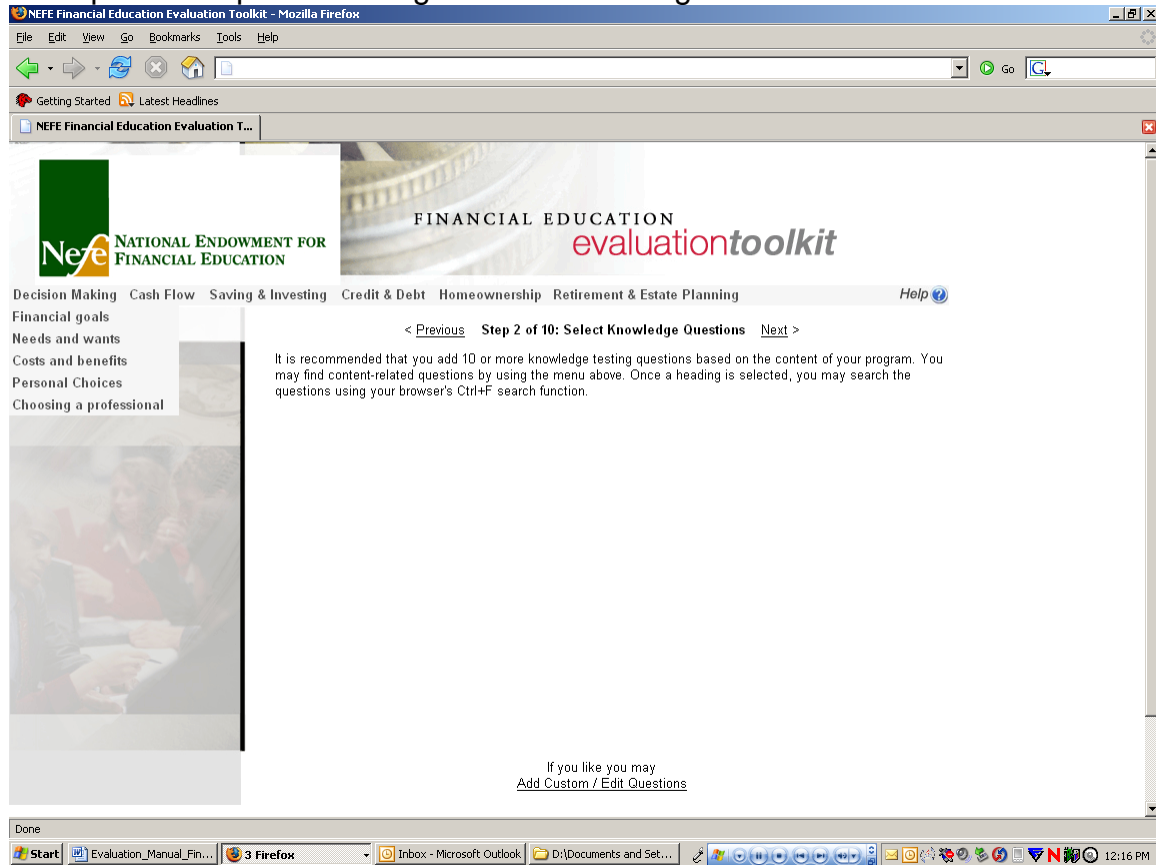 NEFE Financial Education Evaluation Toolkit - Mozilla Firefox
File Edit View Go Bookmarks Tools Help
Go
G
Getting Started Latest Headlines
NEFE Financial Education Evaluation T...
Nefe
NATIONAL ENDOWMENT FOR
FINANCIAL EDUCATION
FINANCIAL EDUCATION
evaluationtoolkit
Decision Making Cash Flow Saving & Investing Credit & Debt Homeownership Retirement & Estate Planning Help ?
Financial goals
Needs and wants
Costs and benefits
Personal Choices
Choosing a professional
< Previous Step 2 of 10: Select Knowledge Questions Next >
It is recommended that you add 10 or more knowledge testing questions based on the content of your program. You
may find content-related questions by using the menu above. Once a heading is selected, you may search the
questions using your browser's Ctrl+F search function.
If you like you may
Add Custom / Edit Questions
Done
Start Evaluation_Manual_Fin... 3 Firefox Inbox - Microsoft Outlook D:\Documents and Set... N 12:16 PM